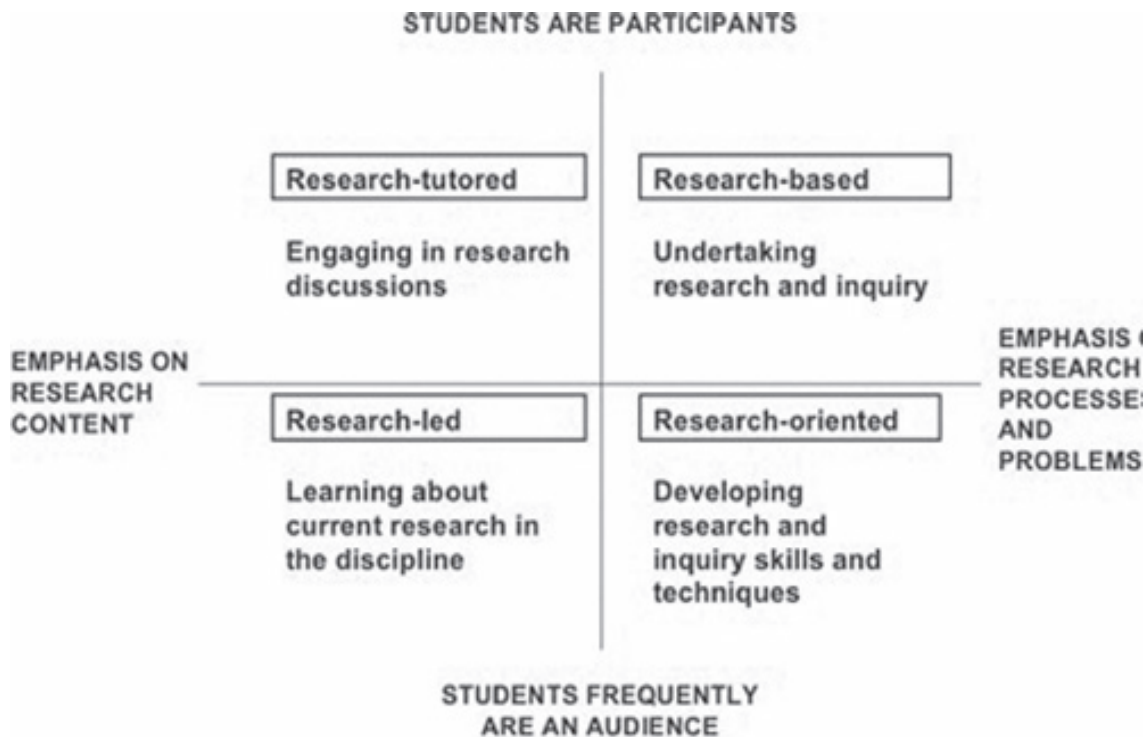 STUDENTS ARE PARTICIPANTS
Research-tutored
Engaging in research
discussions
Research-based
Undertaking
research and inquiry
EMPHASIS ON
RESEARCH
CONTENT
EMPHASIS
RESEARCH
PROCESSES
AND
PROBLEMS
Research-led
Learning about
current research in
the discipline
Research-oriented
Developing
research and
inquiry skills and
techniques
STUDENTS FREQUENTLY
ARE AN AUDIENCE